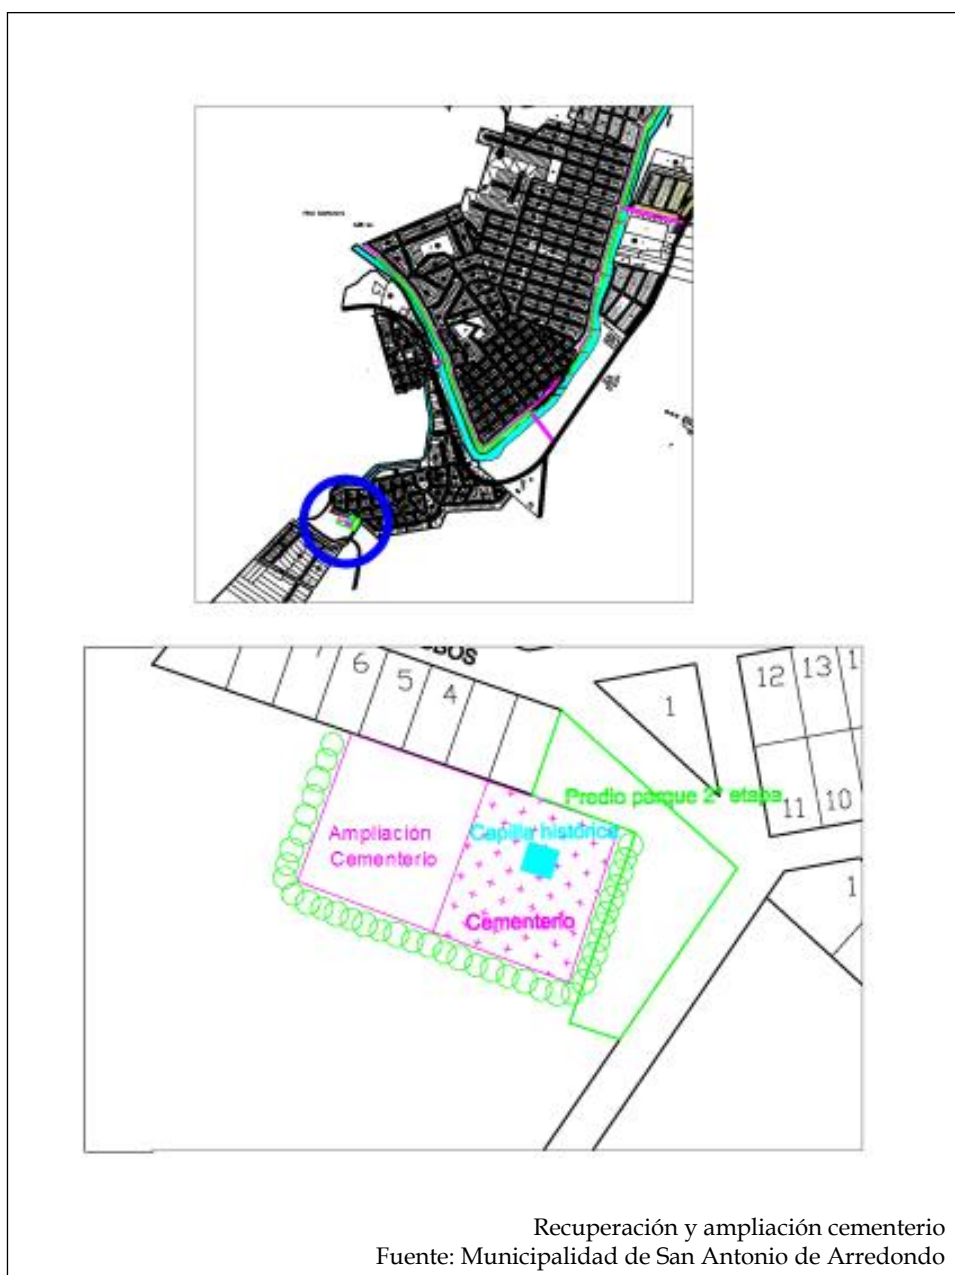 6
5
4
1
12
13
1
11
10
1
Predio parque 2° etapa
Capilla histórica
Ampliación
Cementerio
Cementerio
Recuperación y ampliación cementerio
Fuente: Municipalidad de San Antonio de Arredondo